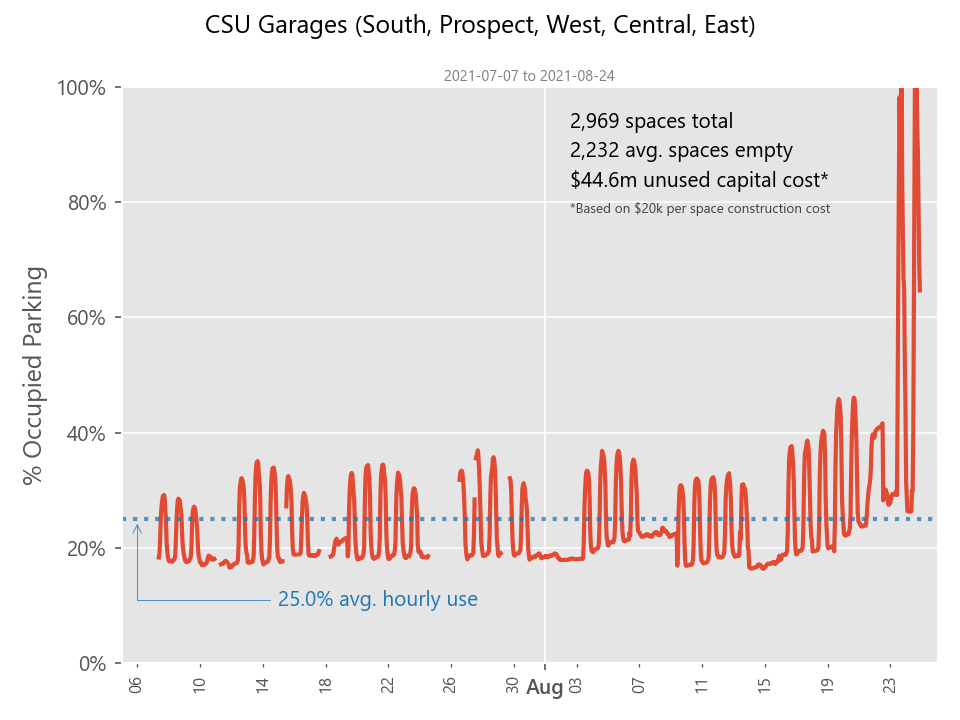 CSU Garages (South, Prospect, West, Central, East)
2021-07-07 to 2021-08-24
100%
80%
60%
40%
20%
0%
% Occupied Parking
2,969 spaces total
2,232 avg. spaces empty
$44.6m unused capital cost*
*Based on $20k per space construction cost
25.0% avg. hourly use
06 10 14 18 22 26 30 Aug 03 07 11 15 19 23